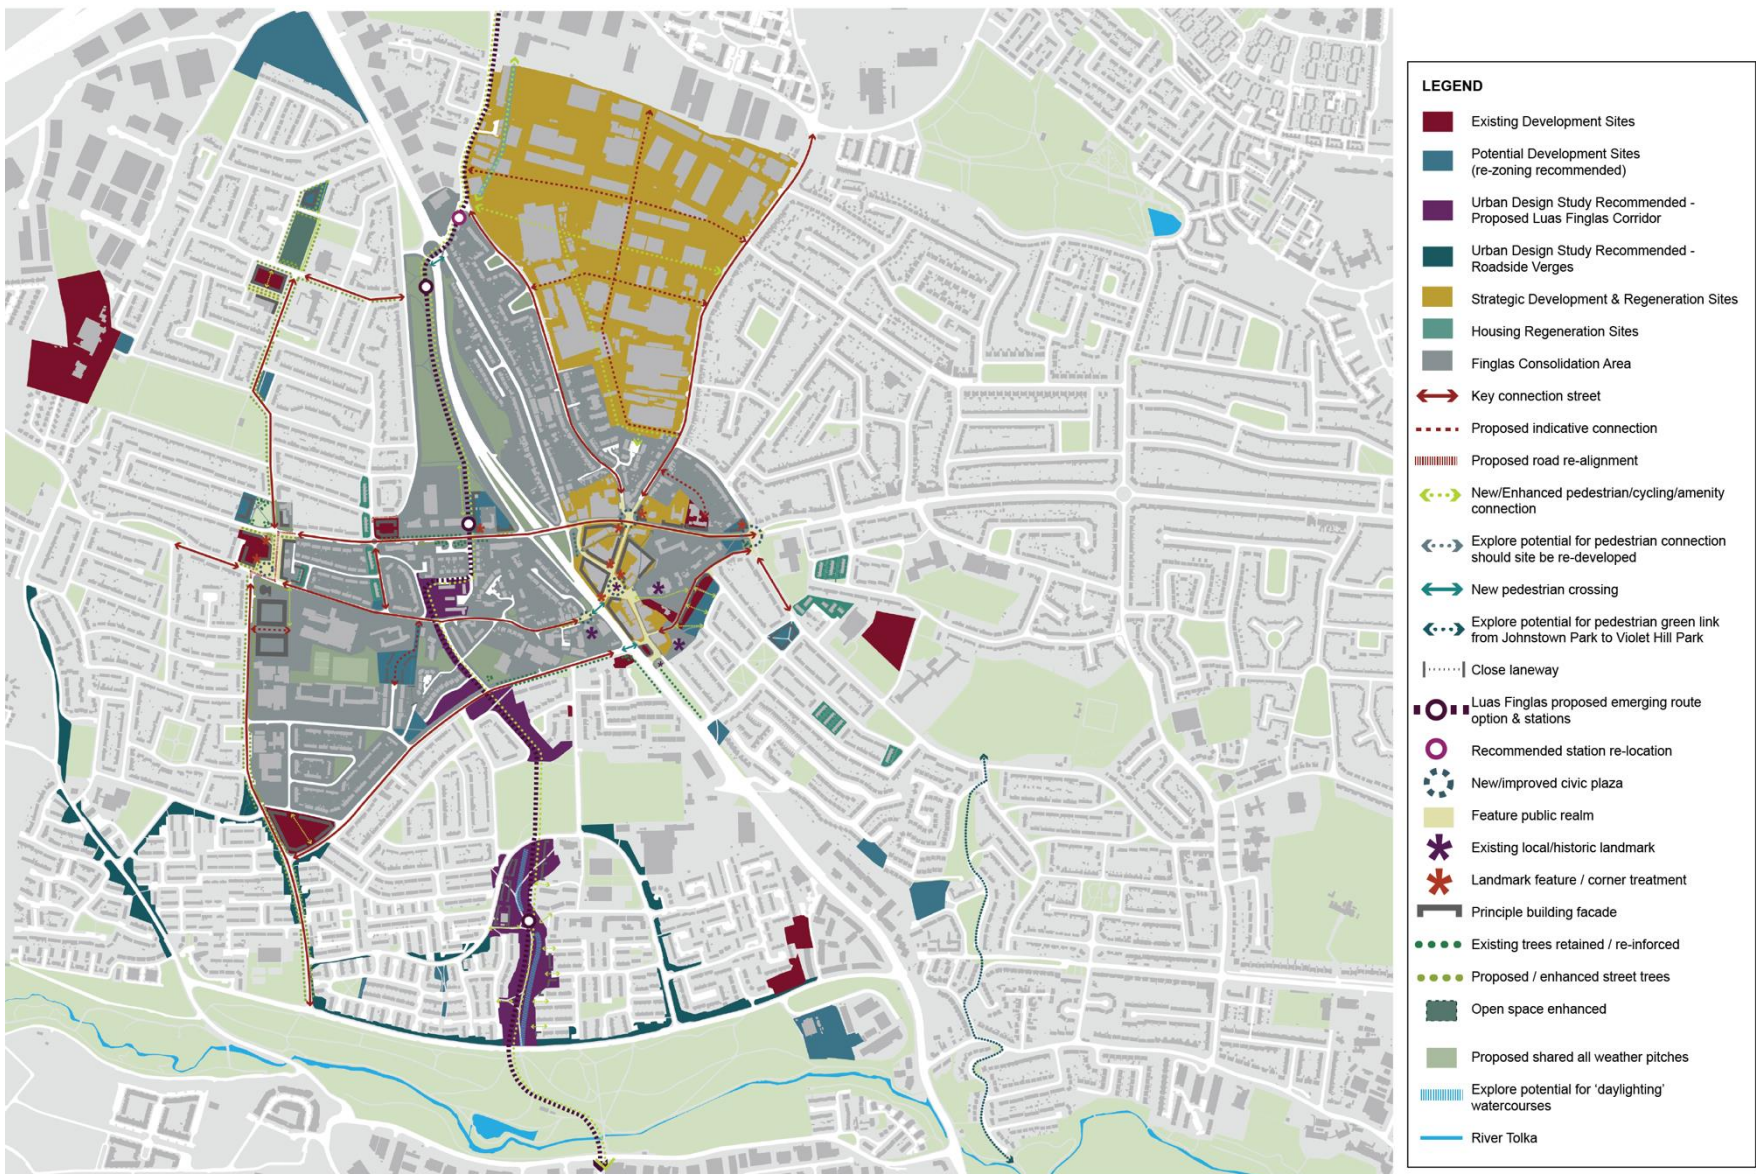 LEGEND
Existing Development Sites
Potential Development Sites
(re-zoning recommended)
Urban Design Study Recommended -
Proposed Luas Finglas Corridor
Urban Design Study Recommended -
Roadside Verges
Strategic Development & Regeneration Sites
Housing Regeneration Sites
Finglas Consolidation Area
Key connection street
Proposed indicative connection
Proposed road re-alignment
New/Enhanced pedestrian/cycling/amenity
connection
Explore potential for pedestrian connection
should site be re-developed
New pedestrian crossing
Explore potential for pedestrian green link
from Johnstown Park to Violet Hill Park
Close laneway
Luas Finglas proposed emerging route
option & stations
Recommended station re-location
New/improved civic plaza
Feature public realm
Existing local/historic landmark
Landmark feature / corner treatment
Principle building facade
Existing trees retained / re-inforced
Proposed / enhanced street trees
Open space enhanced
Proposed shared all weather pitches
Explore potential for ‘daylighting’
watercourses
River Tolka